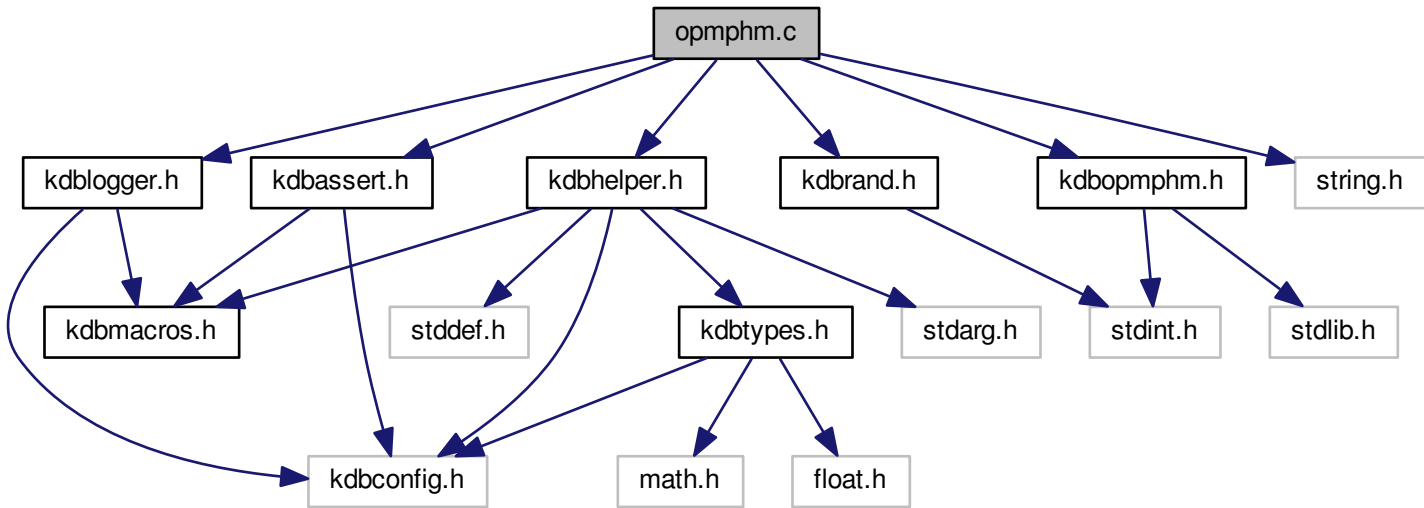 opmphm.c
kdblogger.h
kdbassert.h
kdbhelper.h
kdbrand.h
kdbopmphm.h
string.h
kdbmacros.h
stddef.h
kdbtypes.h
stdarg.h
stdint.h
stdlib.h
kdbconfig.h
math.h
float.h